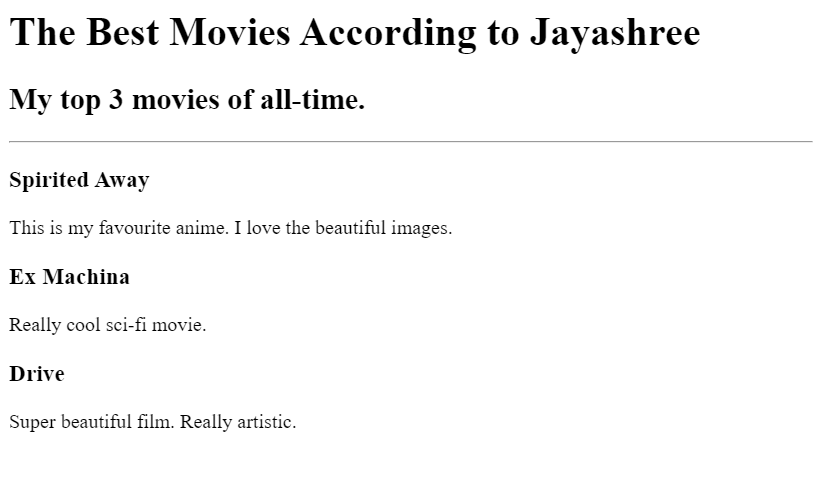 The Best Movies According to Jayashree
My top 3 movies of all-time.
Spirited Away
This is my favourite anime. I love the beautiful images.
Ex Machina
Really cool sci-fi movie.
Drive
Super beautiful film. Really artistic.